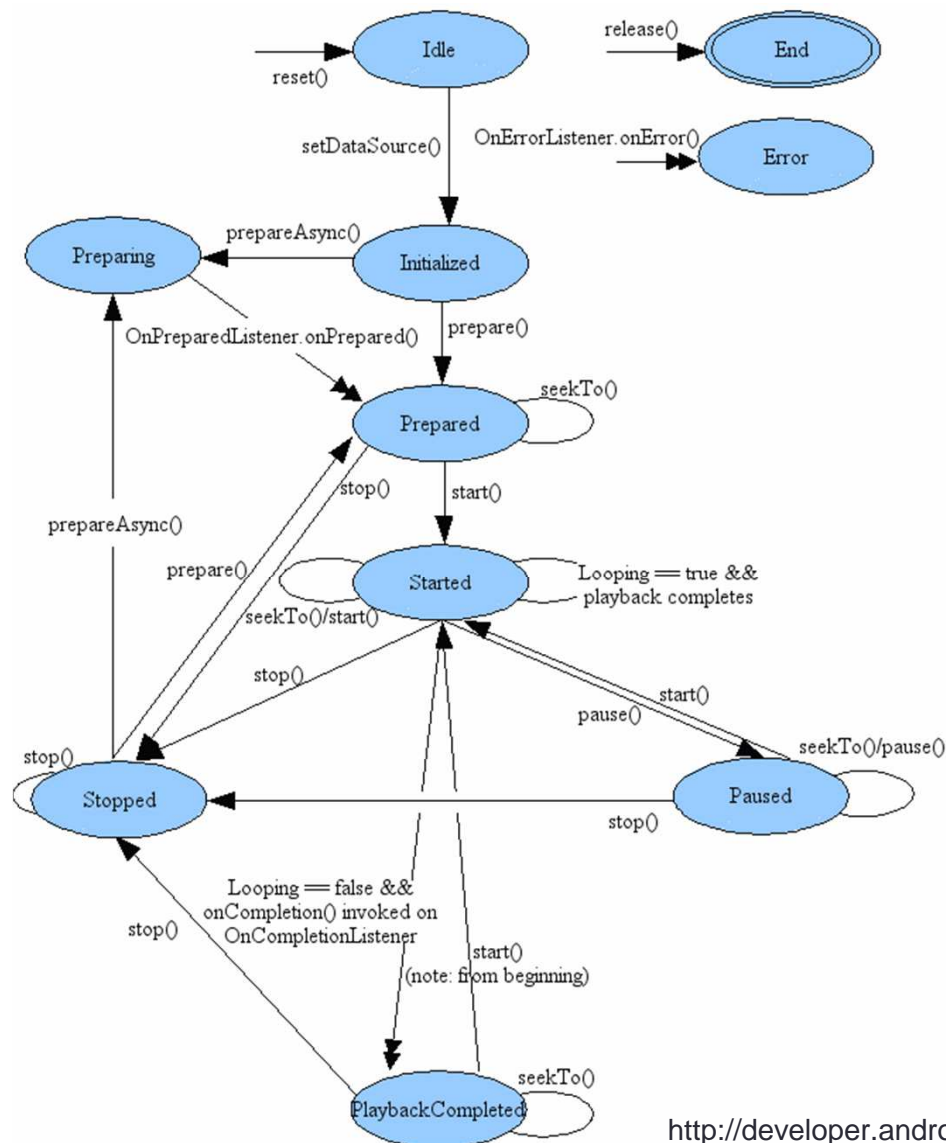 release()
Idle
End
reset()
setDataSource()
OnErrorListener.onError()
Error
prepareAsync()
Preparing
Initialized
OnPreparedListener.onPrepared()
prepare()
seekTo()
Prepared
stop()
start()
prepareAsync()
prepare()
Started
Looping == true &&
playback completes
seekTo()/start()
stop()
start()
pause()
stop()
seekTo()/pause()
Stopped
Paused
stop()
Looping == false &&
onCompletion() invoked on
OnCompletionListener
stop()
start()
(note: from beginning)
seekTo()
PlaybackCompleted
http://developer.andro